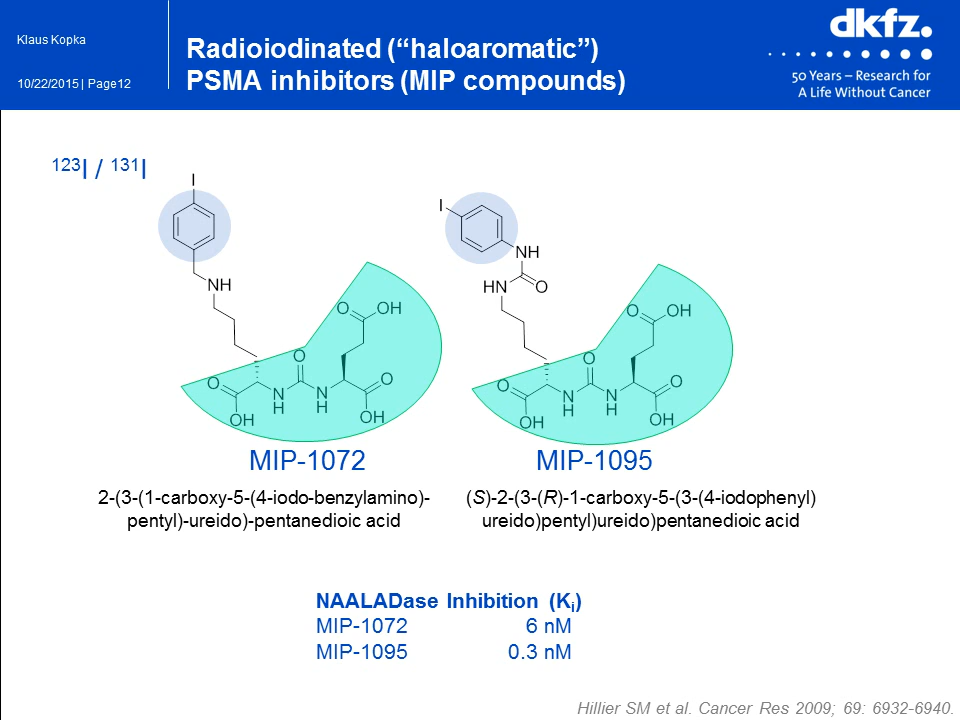 Klaus Kopka
10/22/2015 | Page12
Radioiodinated (“haloaromatic”)
PSMA inhibitors (MIP compounds)
dkfz.
50 Years – Research for
A Life Without Cancer
123I / 131I
I
NH
O
OH
O
O
OH
N
H
N
H
O
OH
I
NH
HN
O
O
OH
O
O
OH
N
H
N
H
O
OH
MIP-1072
MIP-1095
2-(3-(1-carboxy-5-(4-iodo-benzylamino)-
pentyl)-ureido)-pentanedioic acid
(S)-2-(3-(R)-1-carboxy-5-(3-(4-iodophenyl)
ureido)pentyl)ureido)pentanedioic acid
NAALADase Inhibition (Ki)
MIP-1072 6 nM
MIP-1095 0.3 nM
Hillier SM et al. Cancer Res 2009; 69: 6932-6940.